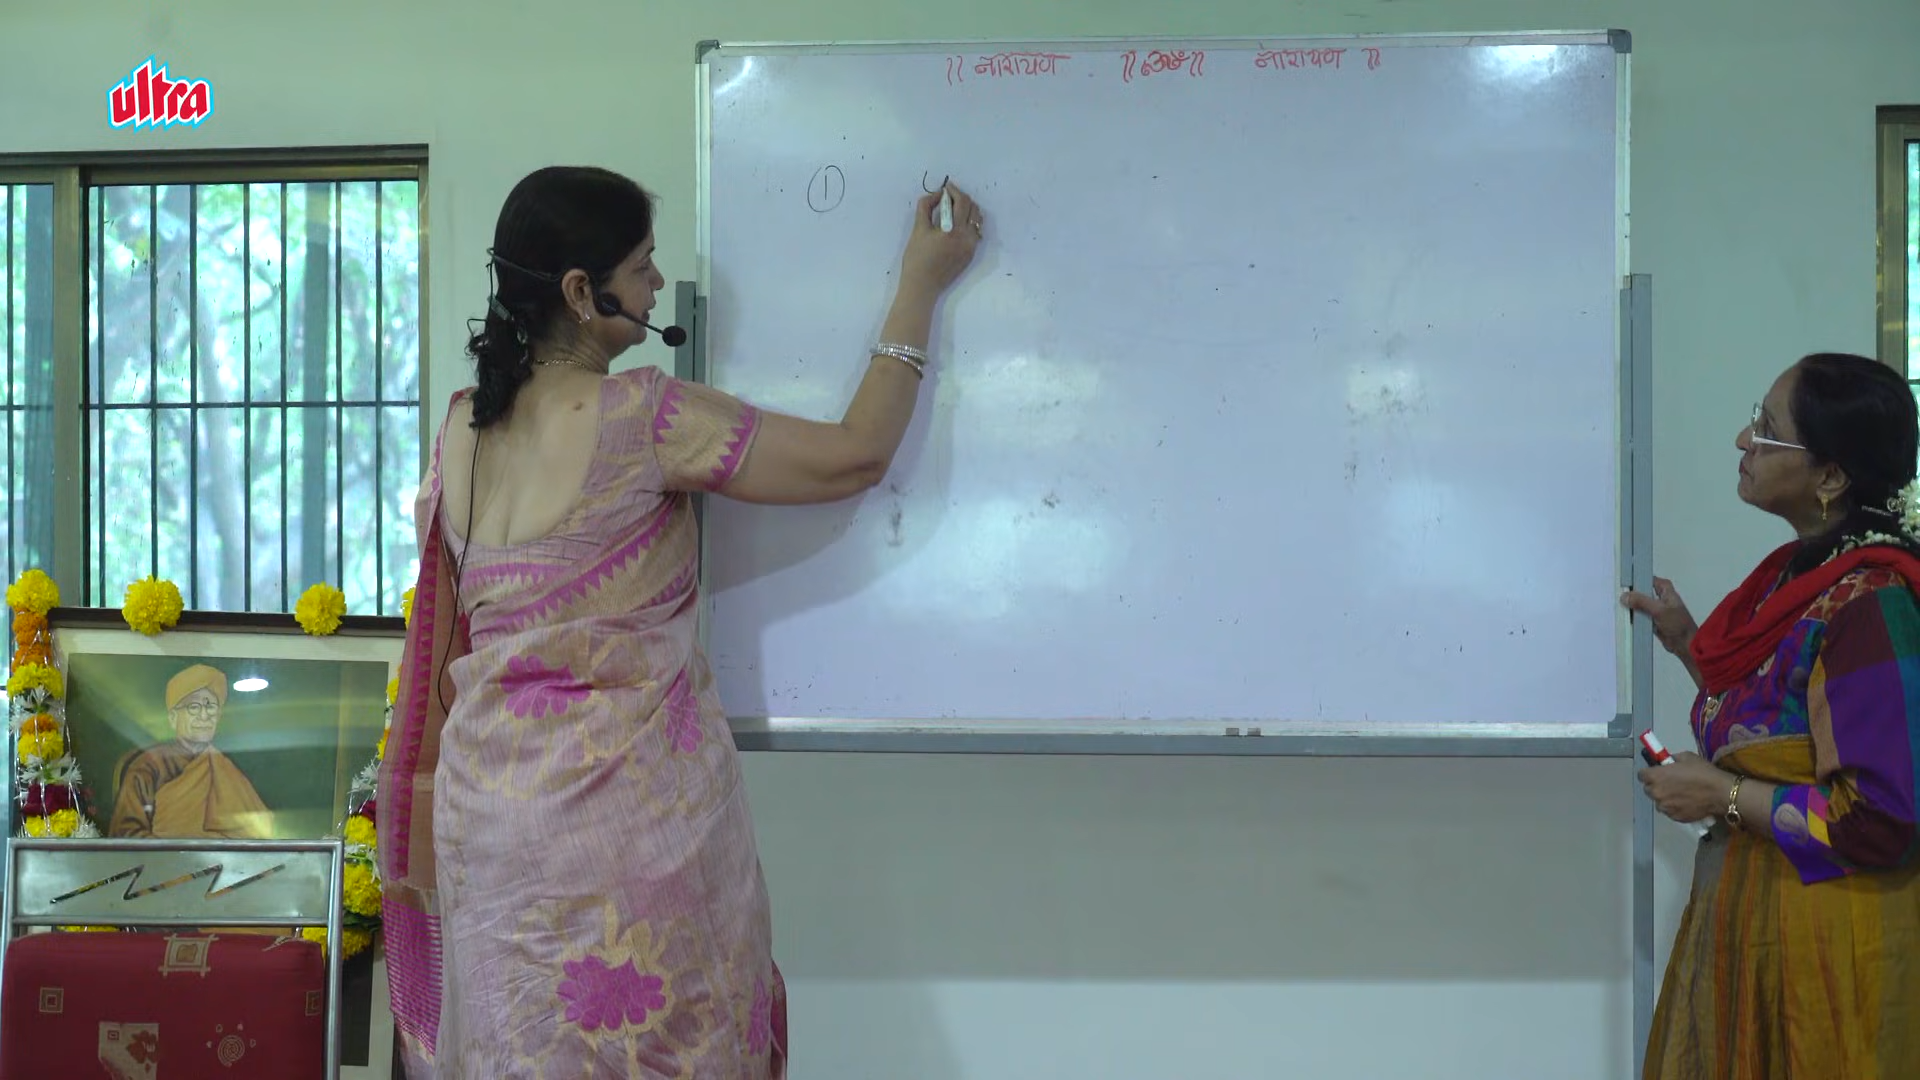 ultra
॥ नारायण ॥ ॐ ॥ नारायण ॥
①